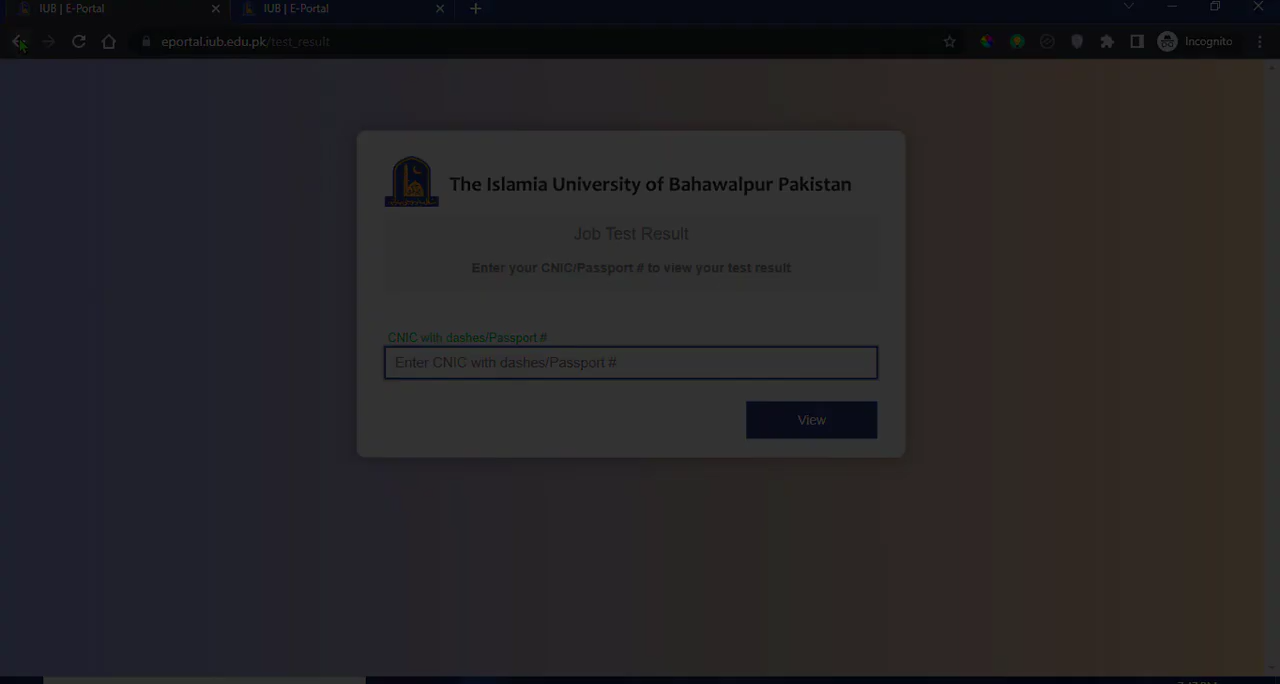 IUB | E-Portal
IUB | E-Portal
eportal.iub.edu.pk/test_result
Incognito
The Islamia University of Bahawalpur Pakistan
Job Test Result
Enter your CNIC/Passport # to view your test result
CNIC with dashes/Passport #
Enter CNIC with dashes/Passport #
View